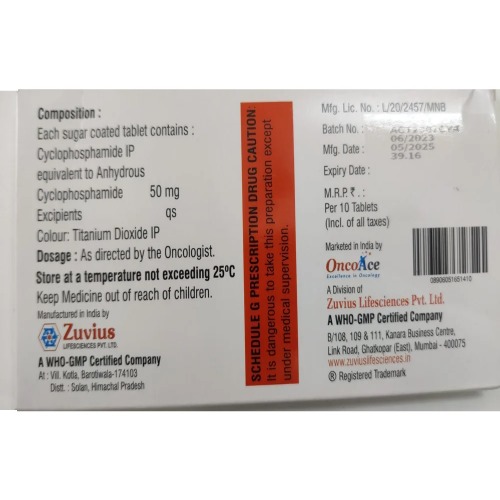 Composition :
Each sugar coated tablet contains :
Cyclophosphamide IP
equivalent to Anhydrous
Cyclophosphamide 50 mg
Excipients qs
Colour: Titanium Dioxide IP
Dosage : As directed by the Oncologist.
Store at a temperature not exceeding 25ºC
Keep Medicine out of reach of children.
Manufactured in India by
Zuvius
LIFESCIENCES PVT. LTD.
A WHO-GMP Certified Company
At : Vill. Kotla, Barotiwala-174103
Distt. : Solan, Himachal Pradesh
SCHEDULE G PRESCRIPTION DRUG CAUTION:
It is dangerous to take this preparation except
under medical supervision.
Mfg. Lic. No. : L/20/2457/MNB
Batch No. :
Mfg. Date : 06/2023
Expiry Date : 05/2025
M.R.P. ₹ . : 39.16
Per 10 Tablets
(Incl. of all taxes)
Marketed in India by
OncoAce
Excellence in Oncology
A Division of
Zuvius Lifesciences Pvt. Ltd.
A WHO-GMP Certified Company
B/108, 109 & 111, Kanara Business Centre,
Link Road, Ghatkopar (East), Mumbai - 400075
www.zuviuslifesciences.in
® Registered Trademark
08906051651410